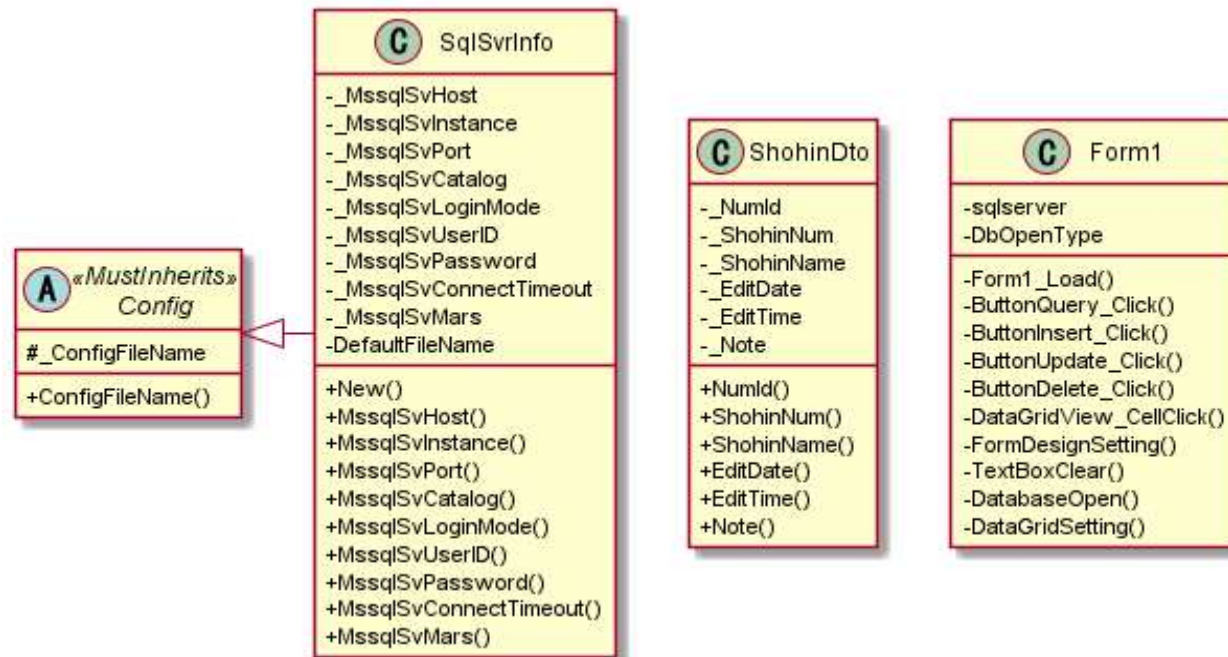 A «MustInherits»
Config
#_ConfigFileName
+ConfigFileName()
C SqlSvrInfo
-_MssqlSvHost
-_MssqlSvInstance
-_MssqlSvPort
-_MssqlSvCatalog
-_MssqlSvLoginMode
-_MssqlSvUserID
-_MssqlSvPassword
-_MssqlSvConnectTimeout
-_MssqlSvMars
-DefaultFileName
+New()
+MssqlSvHost()
+MssqlSvInstance()
+MssqlSvPort()
+MssqlSvCatalog()
+MssqlSvLoginMode()
+MssqlSvUserID()
+MssqlSvPassword()
+MssqlSvConnectTimeout()
+MssqlSvMars()
C ShohinDto
-_NumId
-_ShohinNum
-_ShohinName
-_EditDate
-_EditTime
-_Note
+NumId()
+ShohinNum()
+ShohinName()
+EditDate()
+EditTime()
+Note()
C Form1
-sqlserver
-DbOpenType
-Form1_Load()
-ButtonQuery_Click()
-ButtonInsert_Click()
-ButtonUpdate_Click()
-ButtonDelete_Click()
-DataGridView_CellClick()
-FormDesignSetting()
-TextBoxClear()
-DatabaseOpen()
-DataGridSetting()